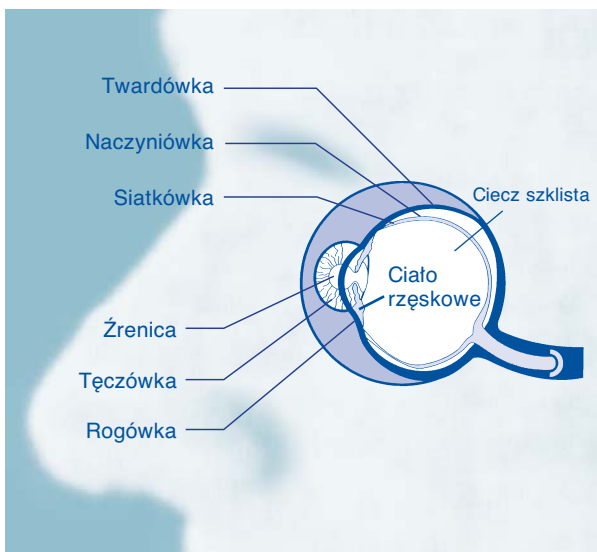 Twardówka
Naczyniówka
Siatkówka
Ciecz szklista
Ciało
rzęskowe
Źrenica
Tęczówka
Rogówka